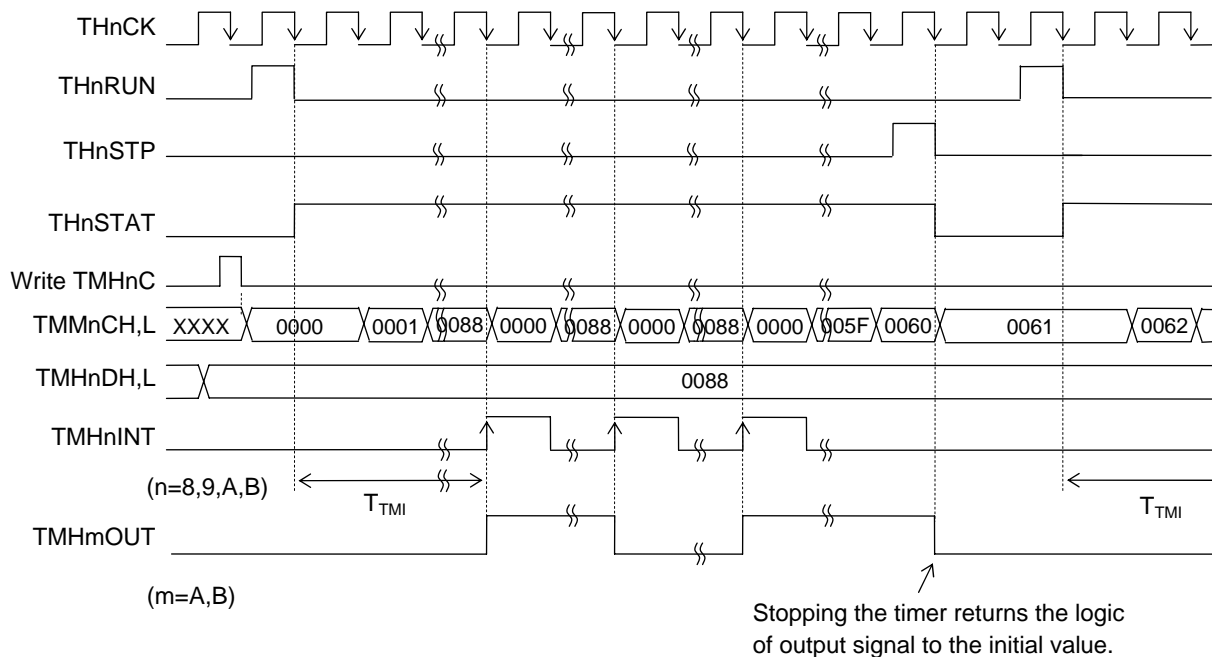 THnCK
THnRUN
THnSTP
THnSTAT
Write TMHnC
TMMnCH,L XXXX 0000 0001 0088 0000 0088 0000 0088 0000 005F 0060 0061 0062
TMHnDH,L 0088
TMHnINT
(n=8,9,A,B) TTMI TTMI
TMHmOUT
(m=A,B)
Stopping the timer returns the logic
of output signal to the initial value.